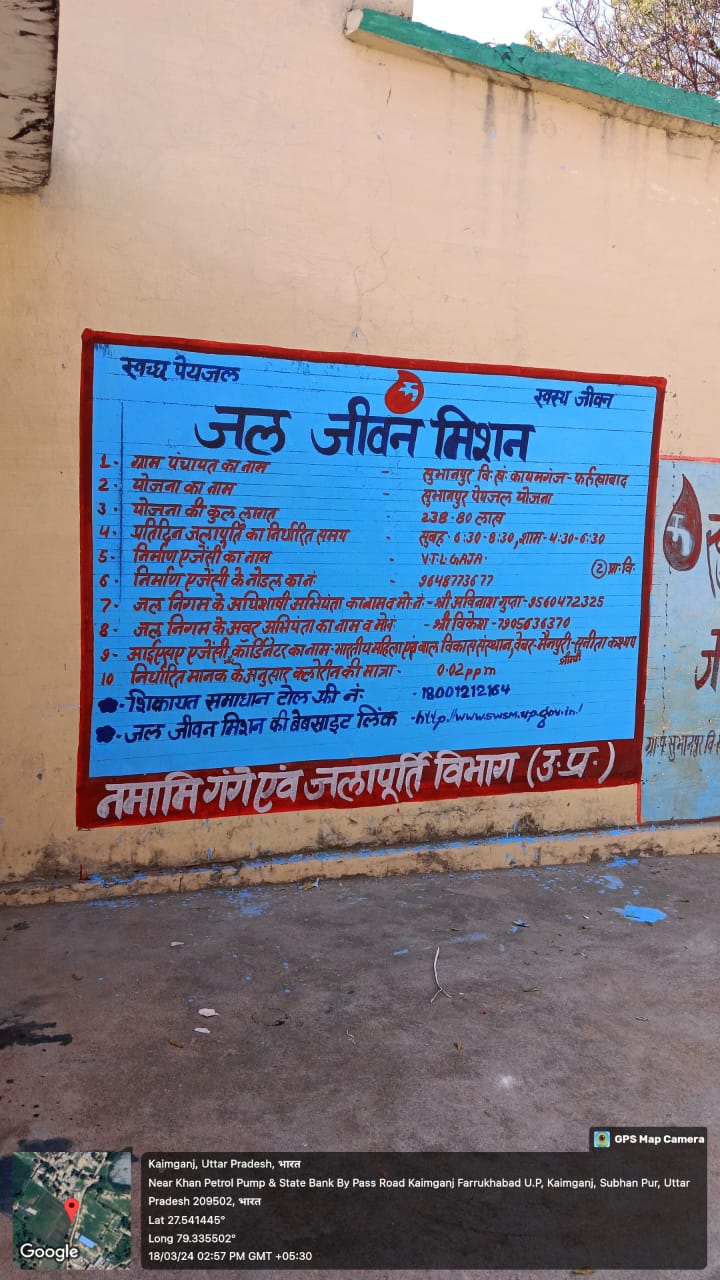 स्वच्छ पेयजल
स्वस्थ जीवन
जल जीवन मिशन
1- ग्राम पंचायत का नाम - सुभानपुर वि.खं. कायमगंज - फर्रुखाबाद
2- योजना का नाम - सुभानपुर पेयजल योजना
3- योजना की कुल लागत - 238.80 लाख
4- प्रतिदिन जलापूर्ति का निर्धारित समय - सुबह - 6:30-8:30, शाम - 4:30-6:30
5- निर्माण एजेंसी का नाम - V.T.L. GAJA.
② प्रा. वि.
6- निर्माण एजेंसी के नोडल का नं. - 9648773677
7- जल निगम के अधिशाषी अभियंता का नाम व मो. नं. - श्री अविनाश गुप्ता - 9560472325
8- जल निगम के अवर अभियंता का नाम व मो. नं. - श्री विकेश - 7905636370
9- आईएसए एजेंसी, कॉर्डिनेटर का नाम - भारतीय महिला एवं बाल विकास संस्थान, बेवर - मैनपुरी - श्रीमती सुनीता कश्यप
10 निर्धारित मानक के अनुसार क्लोरीन की मात्रा - 0.02 ppm
- शिकायत समाधान टोल फ्री नं. - 18001212164
- जल जीवन मिशन की बेबसाइट लिंक - http://www.swsm.up.gov.in/
नमामि गंगे एवं जलापूर्ति विभाग (उ.प्र.)
ग्रा. पं. सुभानपुर वि.
GPS Map Camera
Kaimganj, Uttar Pradesh, भारत
Near Khan Petrol Pump & State Bank By Pass Road Kaimganj Farrukhabad U.P, Kaimganj, Subhan Pur, Uttar
Pradesh 209502, भारत
Lat 27.541445°
Long 79.335502°
18/03/24 02:57 PM GMT +05:30
Google